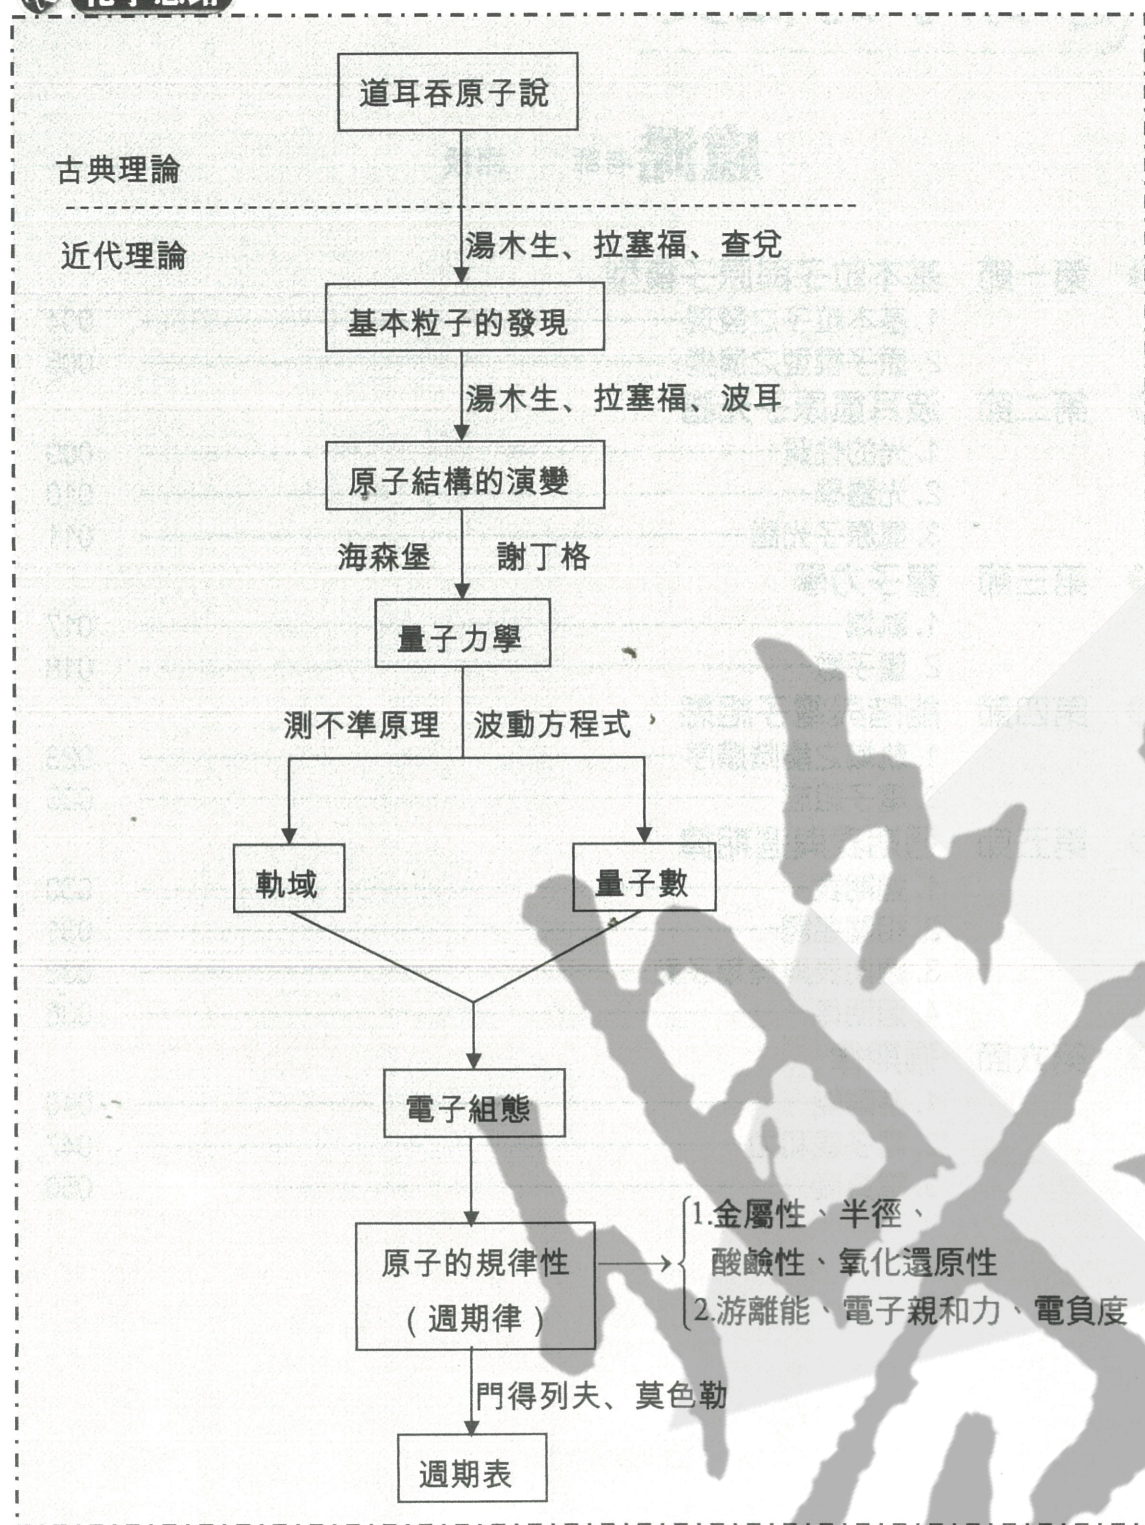 道耳吞原子說
古典理論
近代理論
湯木生、拉塞福、查兌
基本粒子的發現
湯木生、拉塞福、波耳
原子結構的演變
海森堡 謝丁格
量子力學
測不準原理 波動方程式
軌域 量子數
電子組態
原子的規律性
(週期律)
1.金屬性、半徑、
酸鹼性、氧化還原性
2.游離能、電子親和力、電負度
門得列夫、莫色勒
週期表